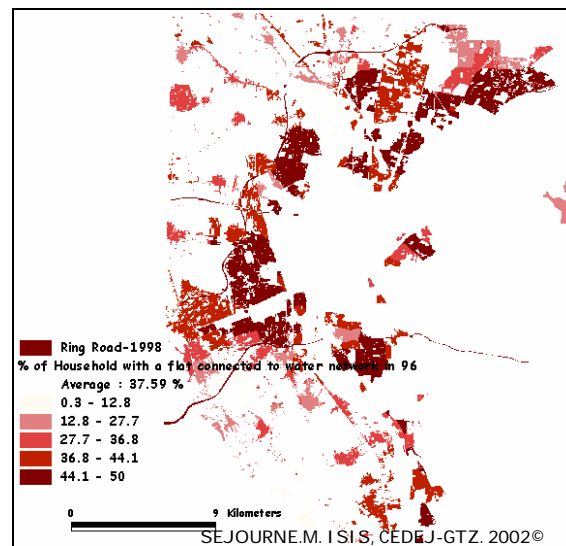 Ring Road-1998
% of Household with a flat connected to water network in 96
Average : 37.59 %
0.3 - 12.8
12.8 - 27.7
27.7 - 36.8
36.8 - 44.1
44.1 - 50
0 9 Kilometers
SEJOURNE.M. ISIS, CEDEJ-GTZ. 2002©